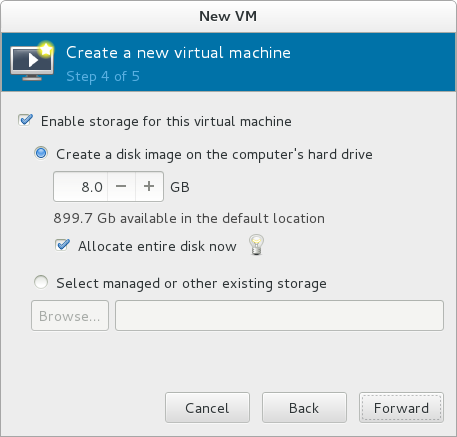 New VM
Create a new virtual machine
Step 4 of 5
Enable storage for this virtual machine
Create a disk image on the computer's hard drive
8.0 − + GB
899.7 Gb available in the default location
Allocate entire disk now
Select managed or other existing storage
Browse...
Cancel Back Forward